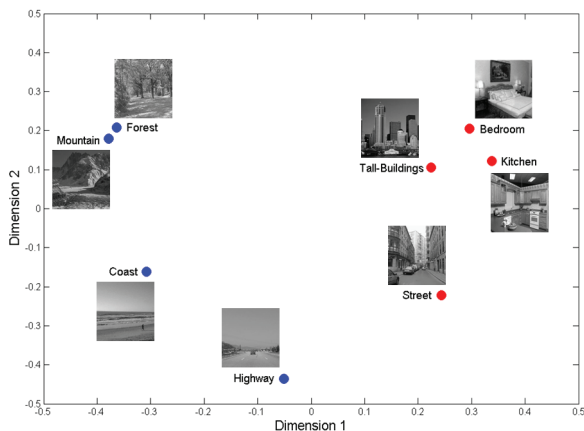 0.5
0.4
0.3
0.2
0.1
0
-0.1
-0.2
-0.3
-0.4
-0.5
Dimension 2
Forest
Mountain
Bedroom
Tall-Buildings
Kitchen
Coast
Street
Highway
-0.5 -0.4 -0.3 -0.2 -0.1 0 0.1 0.2 0.3 0.4 0.5
Dimension 1